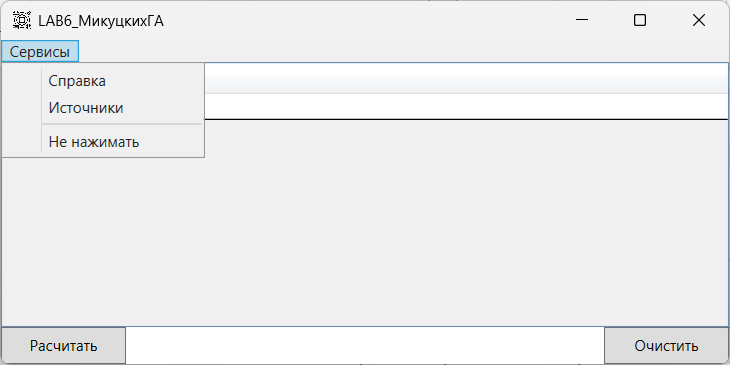 LAB6_МикуцкихГА
Сервисы
Справка
Источники
Не нажимать
Расчитать
Очистить